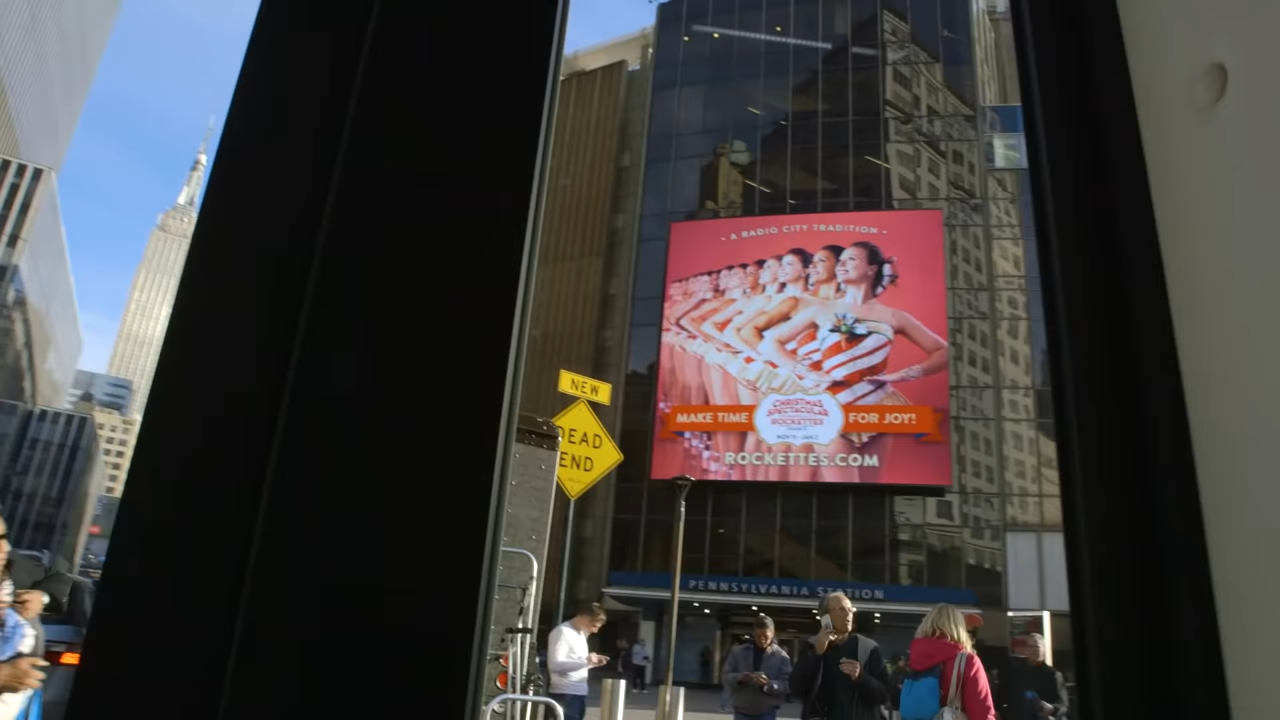 - A RADIO CITY TRADITION -
NEW
DEAD
END
MAKE TIME
CHRISTMAS
SPECTACULAR
ROCKETTES
FOR JOY!
ROCKETTES.COM
PENNSYLVANIA STATION